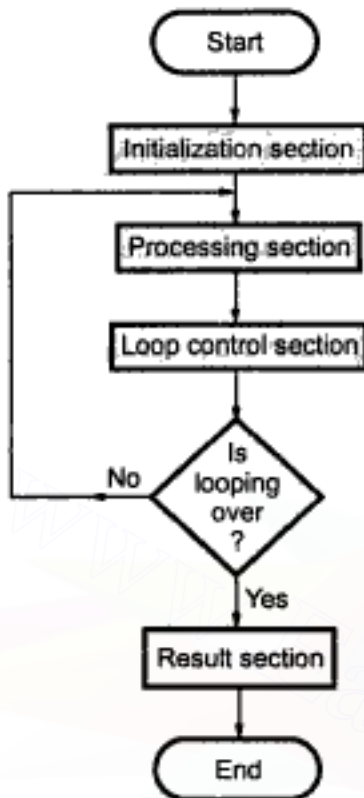 Start
Initialization section
Processing section
Loop control section
Is
looping
over
?
No
Yes
Result section
End